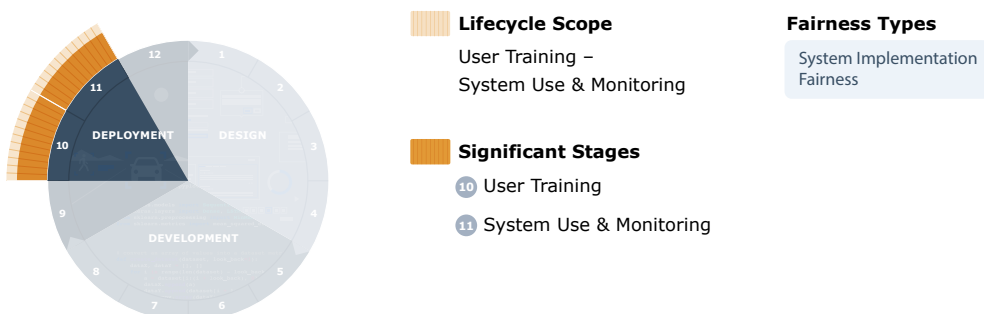 12
1
11
2
DEPLOYMENT
DESIGN
10
3
9
4
DEVELOPMENT
8
5
7
6
Lifecycle Scope
User Training –
System Use & Monitoring
Significant Stages
10 User Training
11 System Use & Monitoring
Fairness Types
System Implementation
Fairness